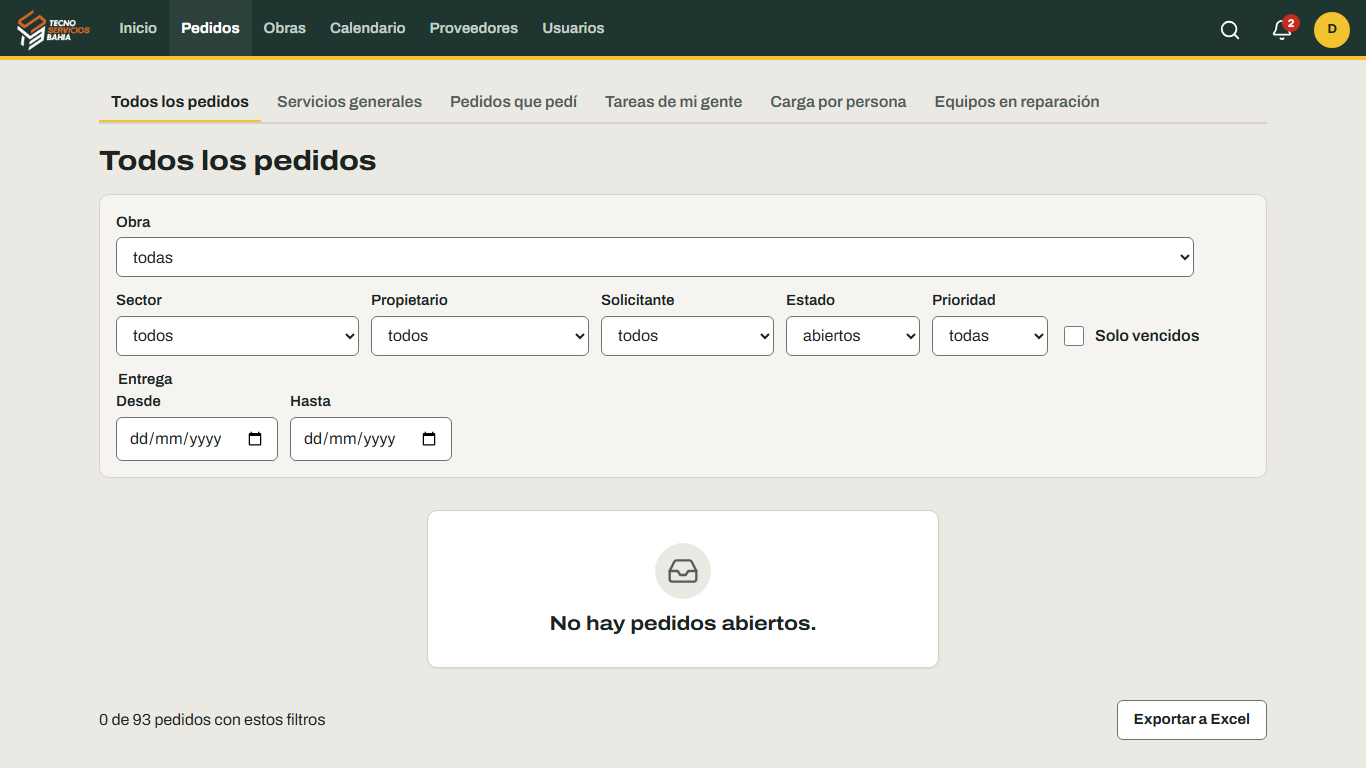 TECNO
SERVICIOS
BAHIA
Inicio
Pedidos
Obras
Calendario
Proveedores
Usuarios
2
D
Todos los pedidos
Servicios generales
Pedidos que pedí
Tareas de mi gente
Carga por persona
Equipos en reparación
Todos los pedidos
Obra
todas
Sector
Propietario
Solicitante
Estado
Prioridad
todos
todos
todos
abiertos
todas
Solo vencidos
Entrega
Desde
Hasta
dd/mm/yyyy
dd/mm/yyyy
No hay pedidos abiertos.
0 de 93 pedidos con estos filtros
Exportar a Excel